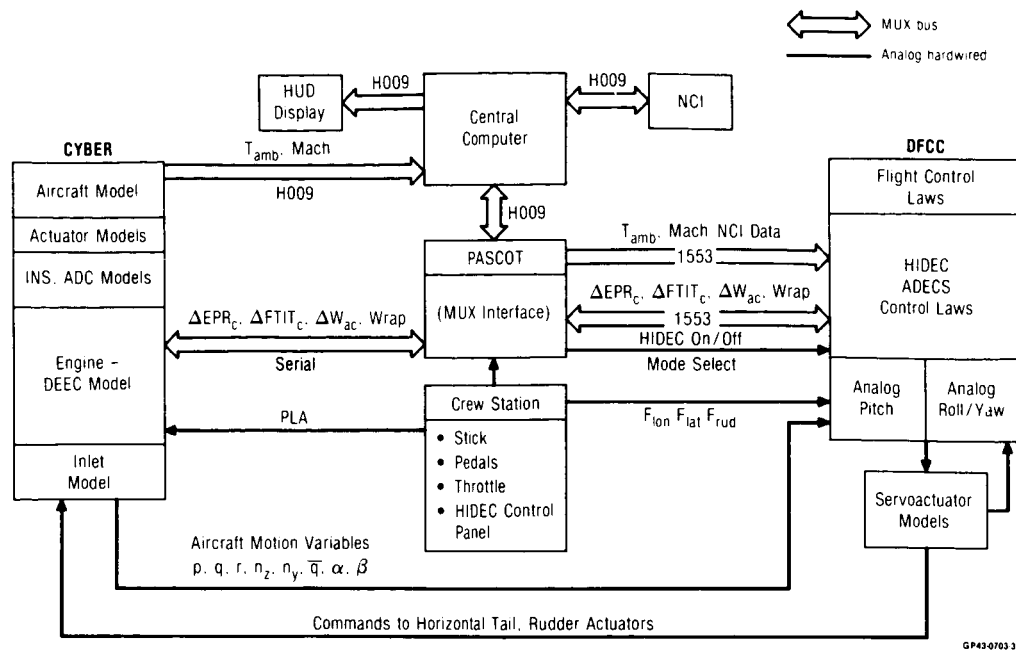 MUX bus
Analog hardwired
HUD
Display
H009
Central
Computer
H009
NCI
CYBER
T_amb. Mach
H009
H009
DFCC
Aircraft Model
Actuator Models
INS. ADC Models
Engine -
DEEC Model
Inlet
Model
PASCOT
(MUX Interface)
T_amb. Mach NCI Data
1553
Flight Control
Laws
HIDEC
ADECS
Control Laws
ΔEPR_c, ΔFTIT_c, ΔW_ac, Wrap
Serial
ΔEPR_c, ΔFTIT_c, ΔW_ac, Wrap
1553
HIDEC On/Off
Mode Select
PLA
Crew Station
• Stick
• Pedals
• Throttle
• HIDEC Control
Panel
F_lon F_lat F_rud
Analog
Pitch
Analog
Roll/Yaw
Servoactuator
Models
Aircraft Motion Variables
p, q, r, n_z, n_y, q̅, α, β
Commands to Horizontal Tail, Rudder Actuators
GP43-0703-3